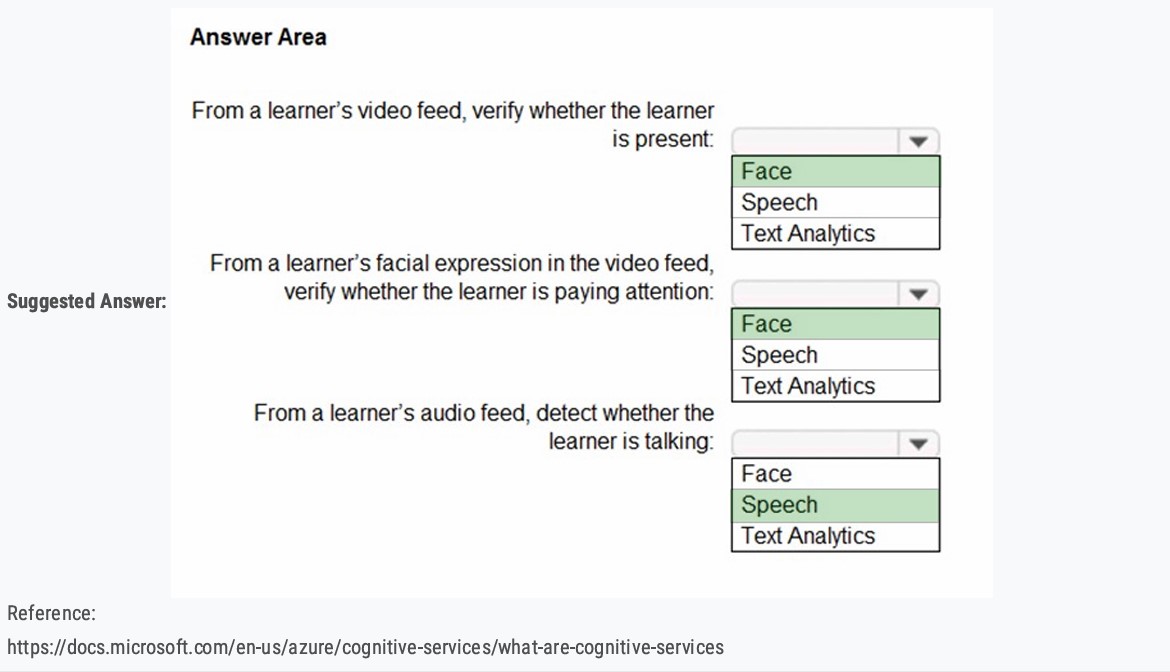 Answer Area
From a learner’s video feed, verify whether the learner
is present:
Face
Speech
Text Analytics
From a learner’s facial expression in the video feed,
verify whether the learner is paying attention:
Face
Speech
Text Analytics
Suggested Answer:
From a learner’s audio feed, detect whether the
learner is talking:
Face
Speech
Text Analytics
Reference:
https://docs.microsoft.com/en-us/azure/cognitive-services/what-are-cognitive-services